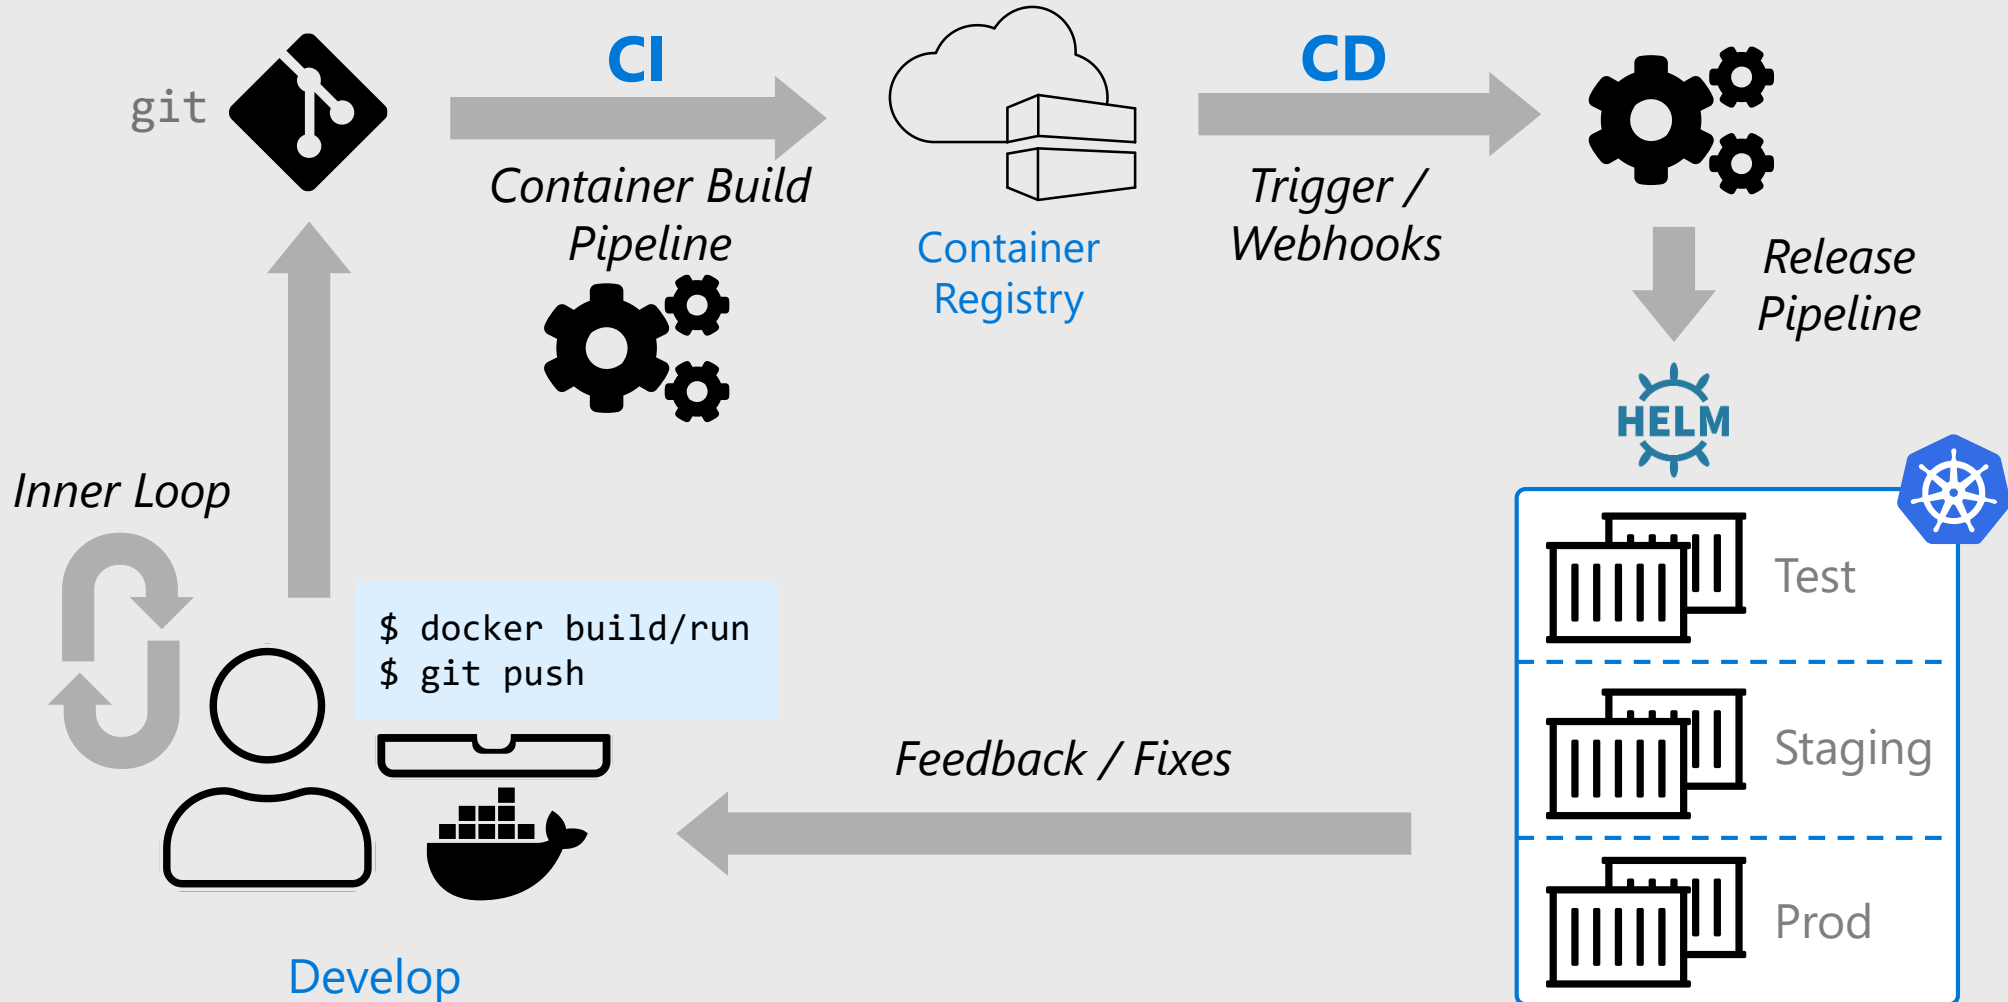 git
CI
Container Build
Pipeline
Container
Registry
CD
Trigger /
Webhooks
Release
Pipeline
HELM
Inner Loop
$ docker build/run
$ git push
Develop
Feedback / Fixes
Test
Staging
Prod